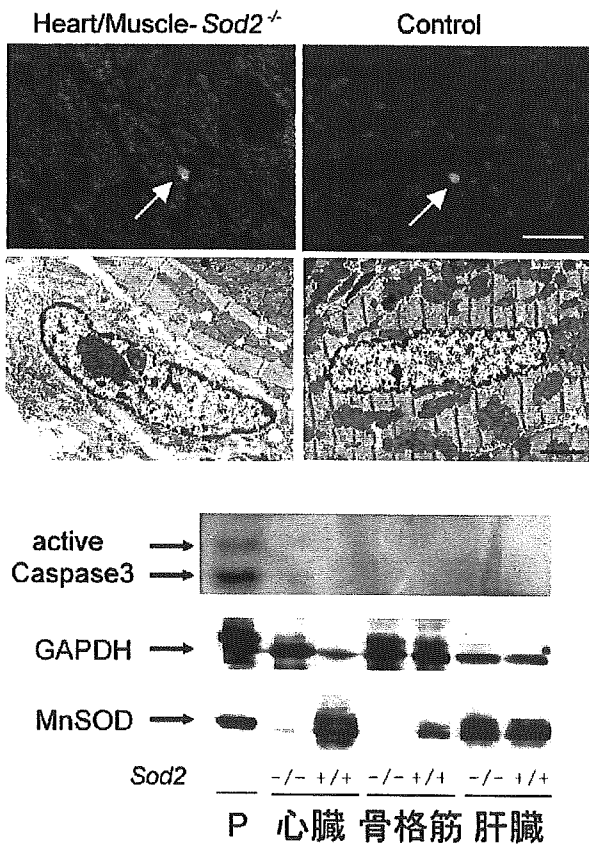 Heart/Muscle-Sod2-/- Control
active
Caspase3
GAPDH
MnSOD
Sod2 -/- +/+ -/- +/+ -/- +/+
P 心臓 骨格筋 肝臓